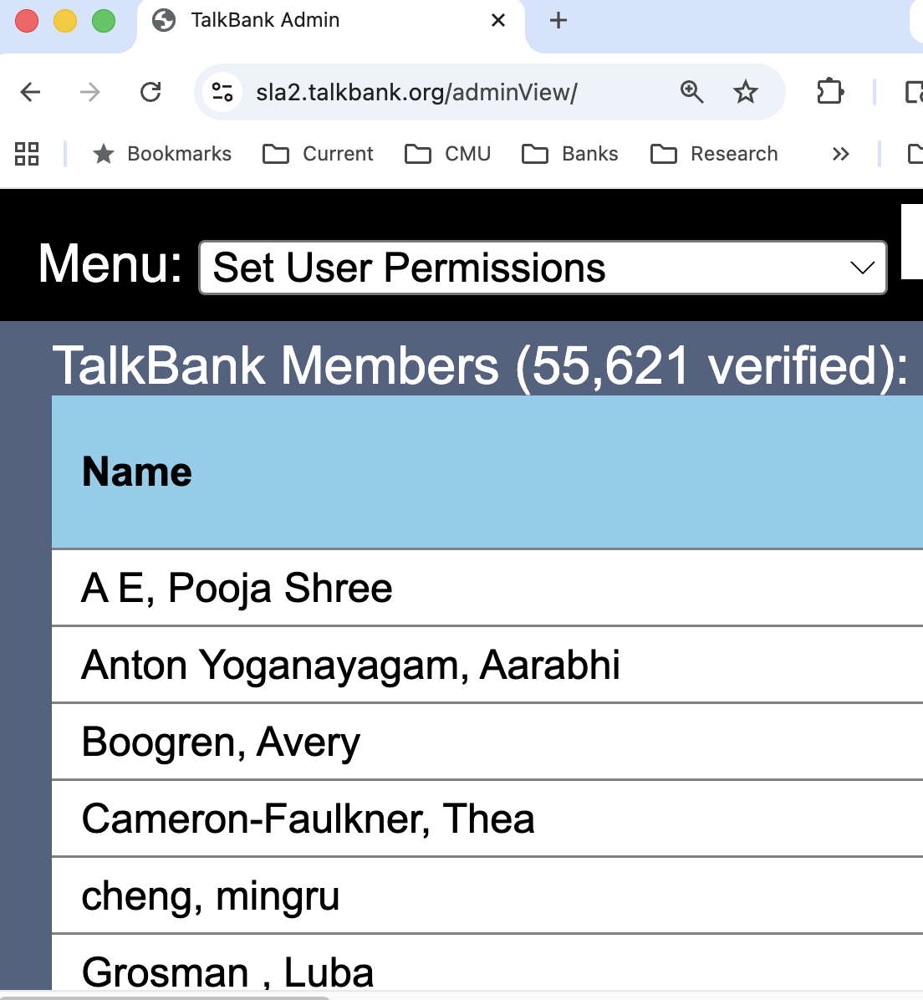 TalkBank Admin
sla2.talkbank.org/adminView/
Bookmarks Current CMU Banks Research
Menu: Set User Permissions
TalkBank Members (55,621 verified):
Name
A E, Pooja Shree
Anton Yoganayagam, Aarabhi
Boogren, Avery
Cameron-Faulkner, Thea
cheng, mingru
Grosman , Luba